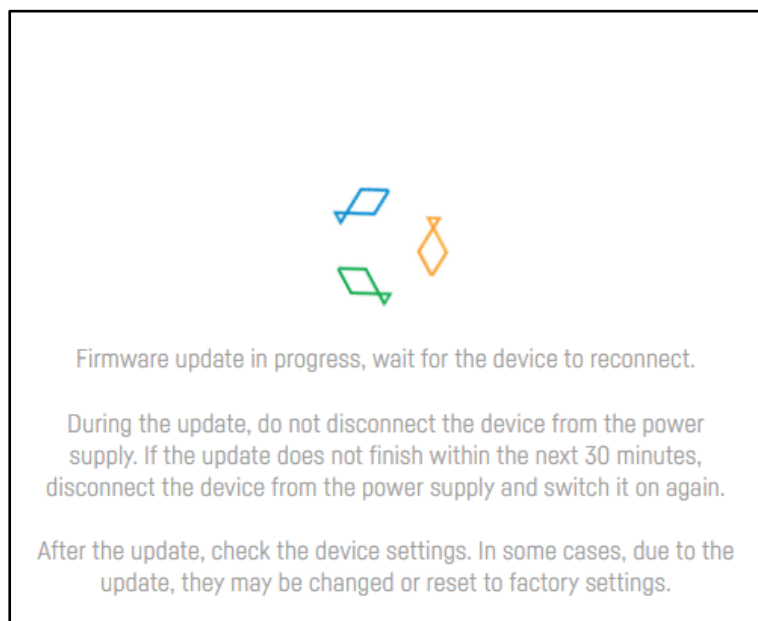 Firmware update in progress, wait for the device to reconnect.
During the update, do not disconnect the device from the power
supply. If the update does not finish within the next 30 minutes,
disconnect the device from the power supply and switch it on again.
After the update, check the device settings. In some cases, due to the
update, they may be changed or reset to factory settings.